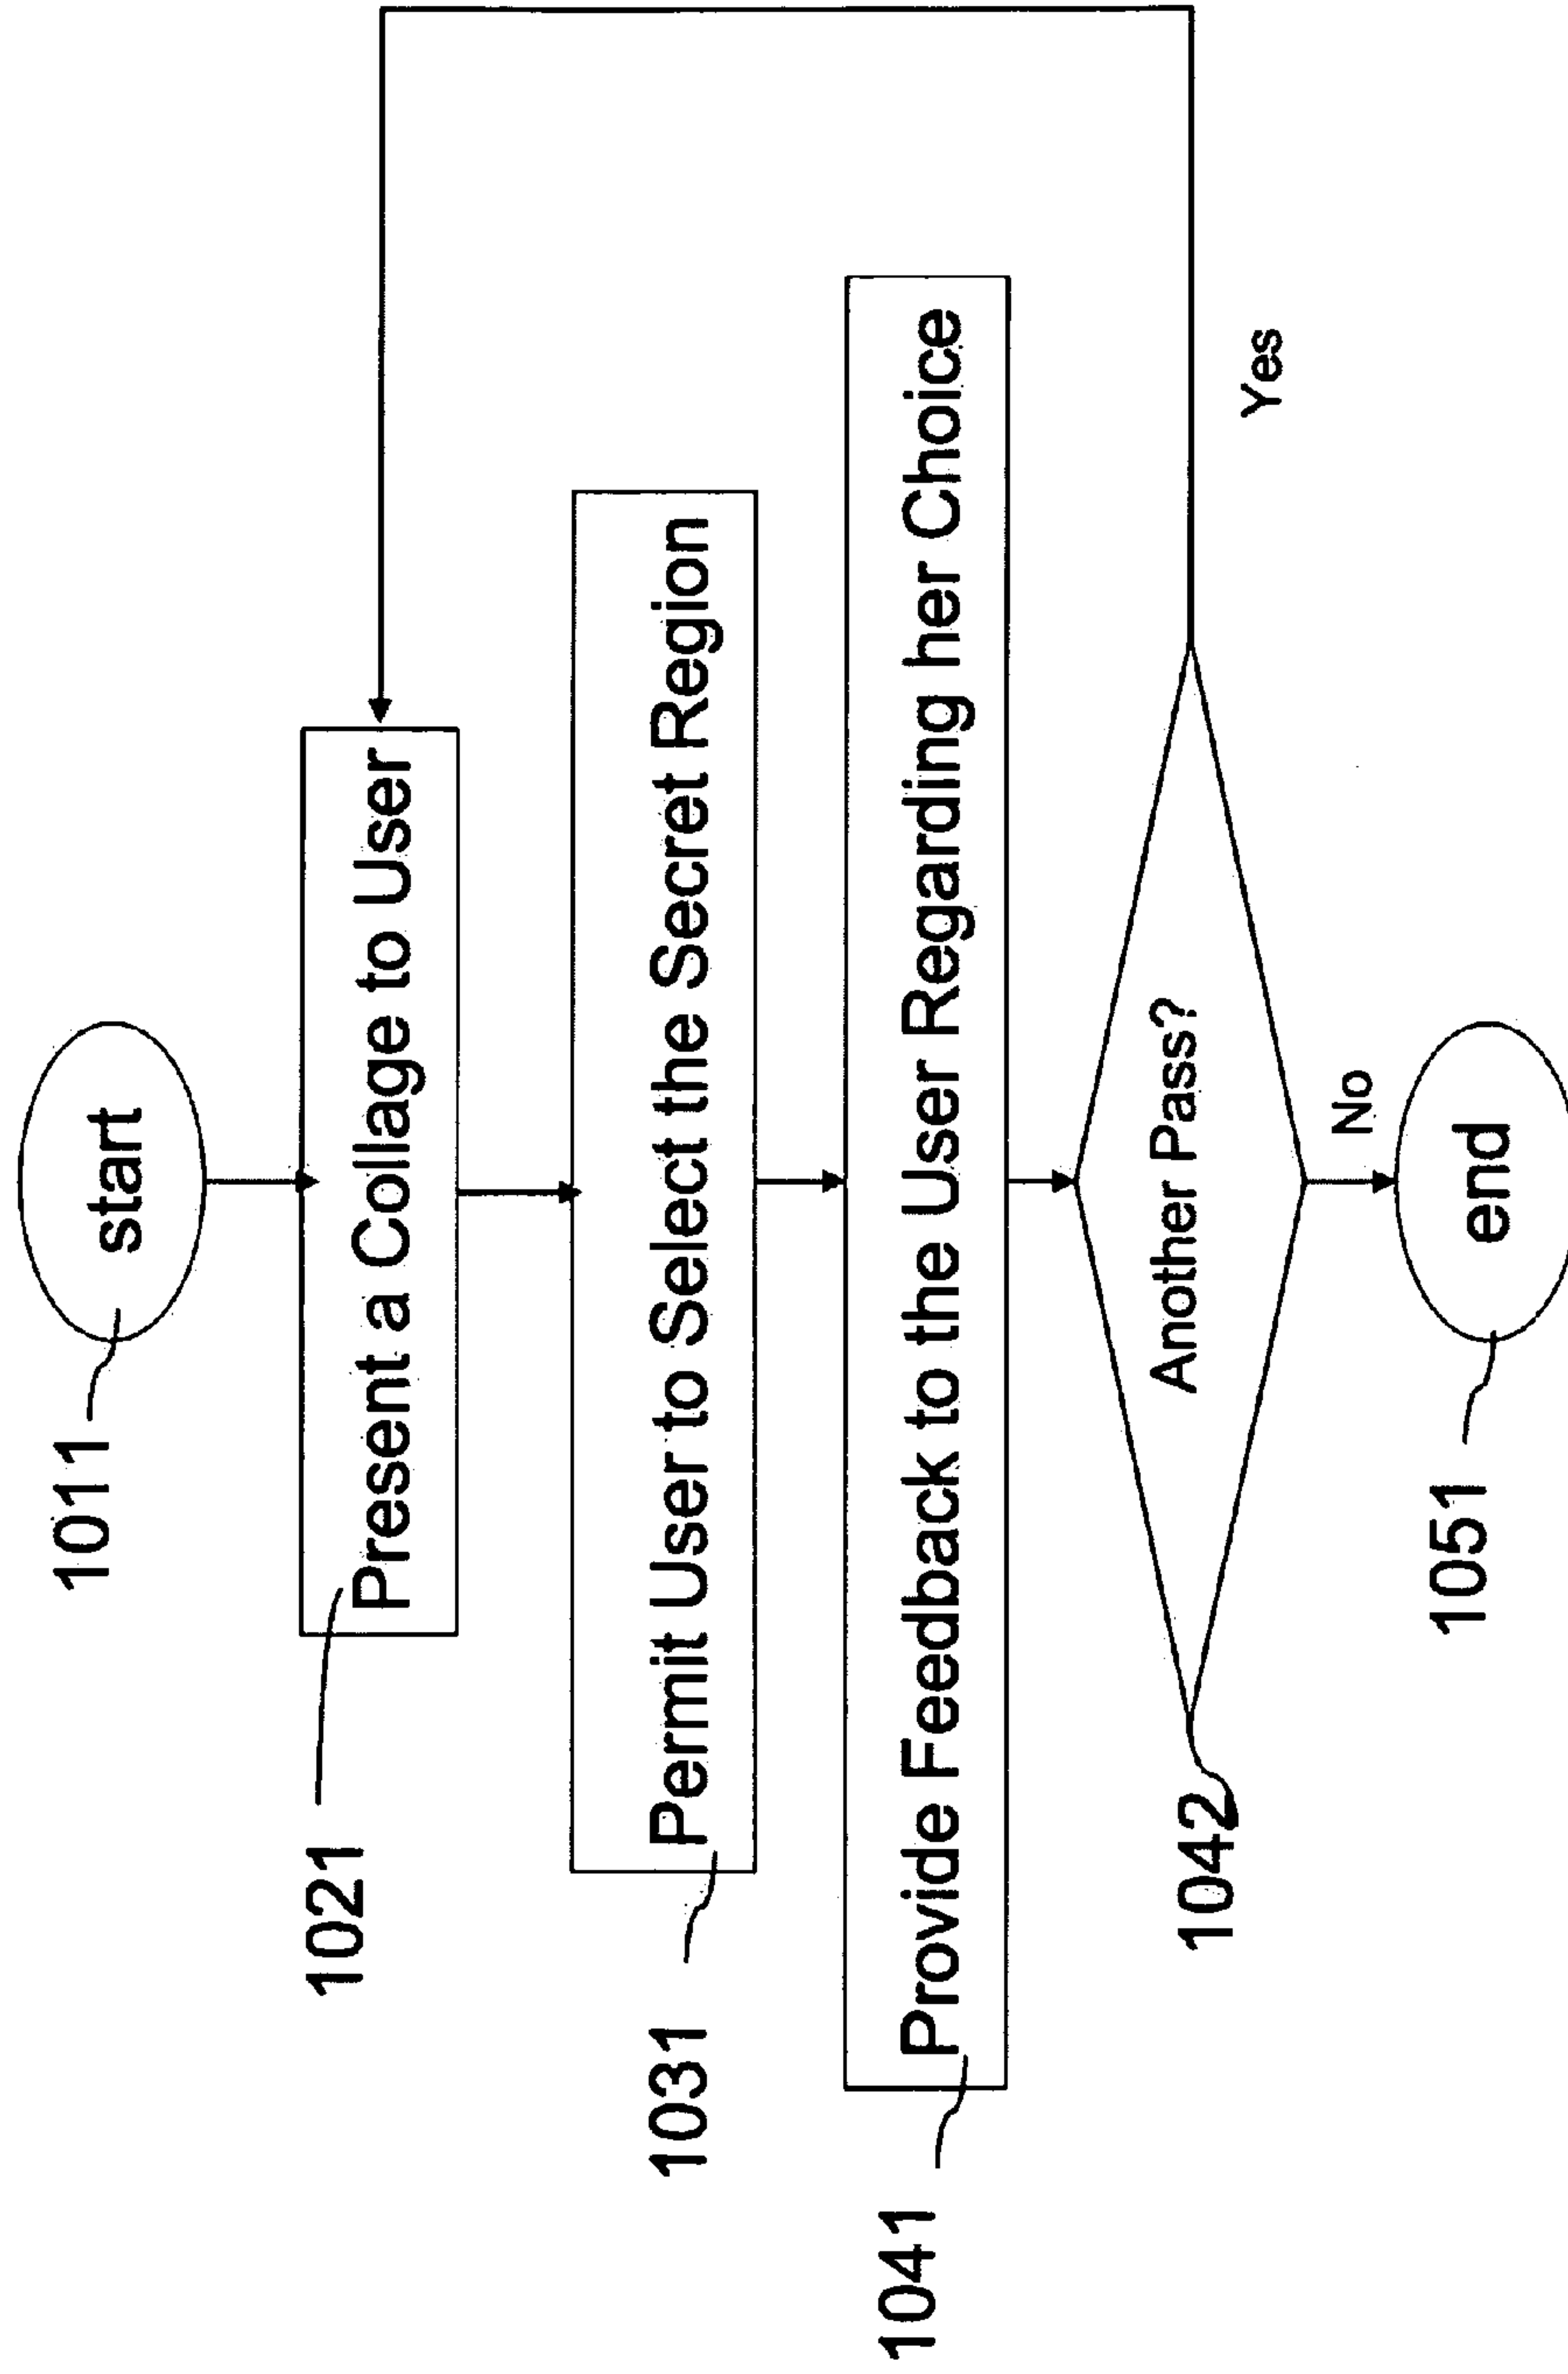 1011
start
1021
Present a Collage to User
1031
Permit User to Select the Secret Region
1041
Provide Feedback to the User Regarding her Choice
1042
Another Pass?
Yes
No
1051
end